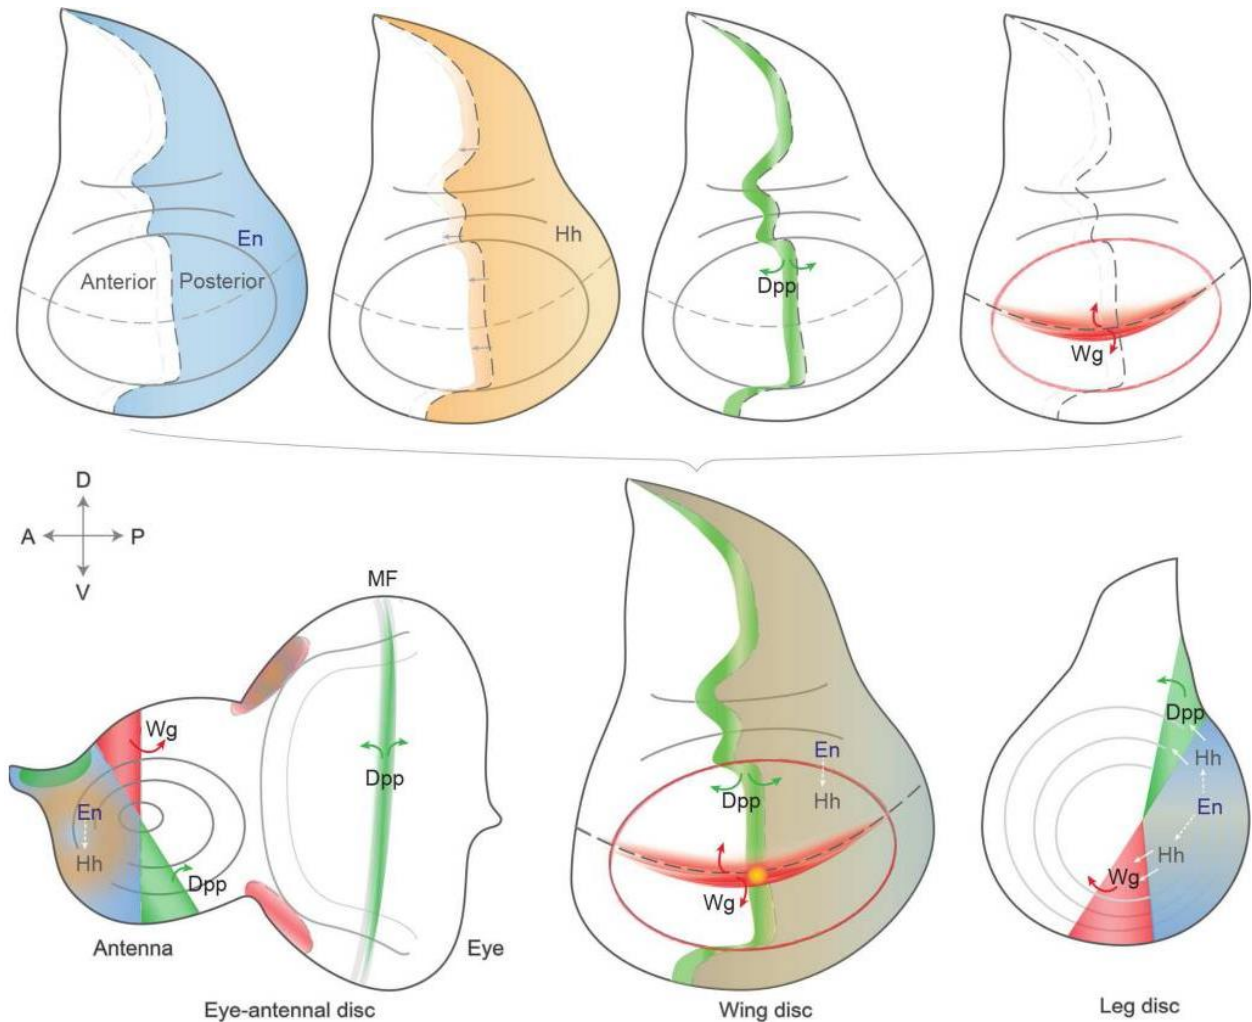 En
Anterior
Posterior
Hh
Dpp
Wg
D
A
P
V
MF
Wg
En
Hh
Dpp
Dpp
Antenna
Eye
Eye-antennal disc
En
Hh
Dpp
Wg
Wing disc
Dpp
Hh
En
Hh
Wg
Leg disc